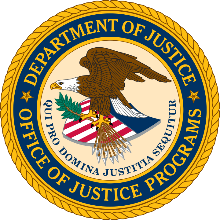 DEPARTMENT OF JUSTICE
QUI PRO DOMINA JUSTITIA SEQUITUR
OFFICE OF JUSTICE PROGRAMS